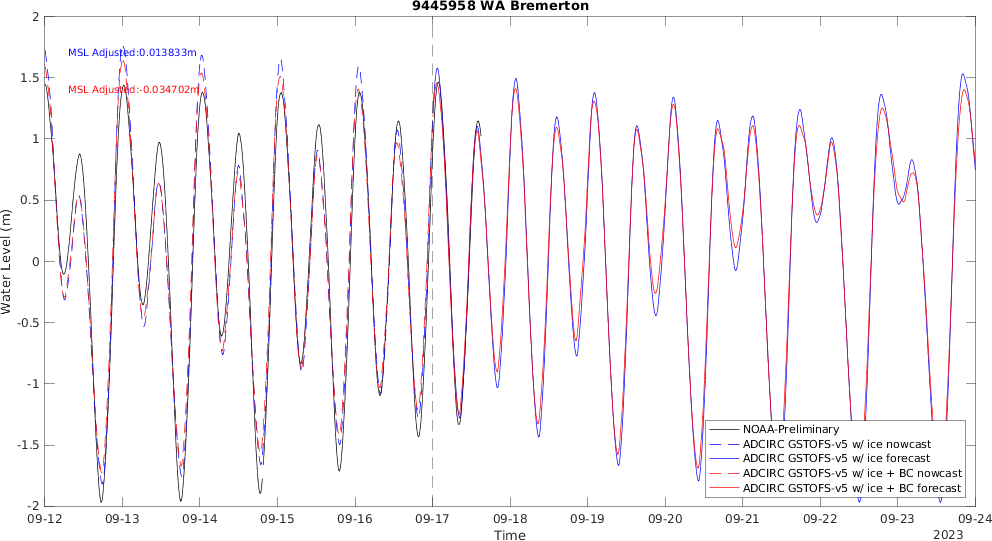 9445958 WA Bremerton
2
1.5
1
0.5
0
-0.5
-1
-1.5
-2
Water Level (m)
MSL Adjusted:0.013833m
MSL Adjusted:-0.034702m
NOAA-Preliminary
ADCIRC GSTOFS-v5 w/ ice nowcast
ADCIRC GSTOFS-v5 w/ ice forecast
ADCIRC GSTOFS-v5 w/ ice + BC nowcast
ADCIRC GSTOFS-v5 w/ ice + BC forecast
09-12 09-13 09-14 09-15 09-16 09-17 09-18 09-19 09-20 09-21 09-22 09-23 09-24
Time
2023